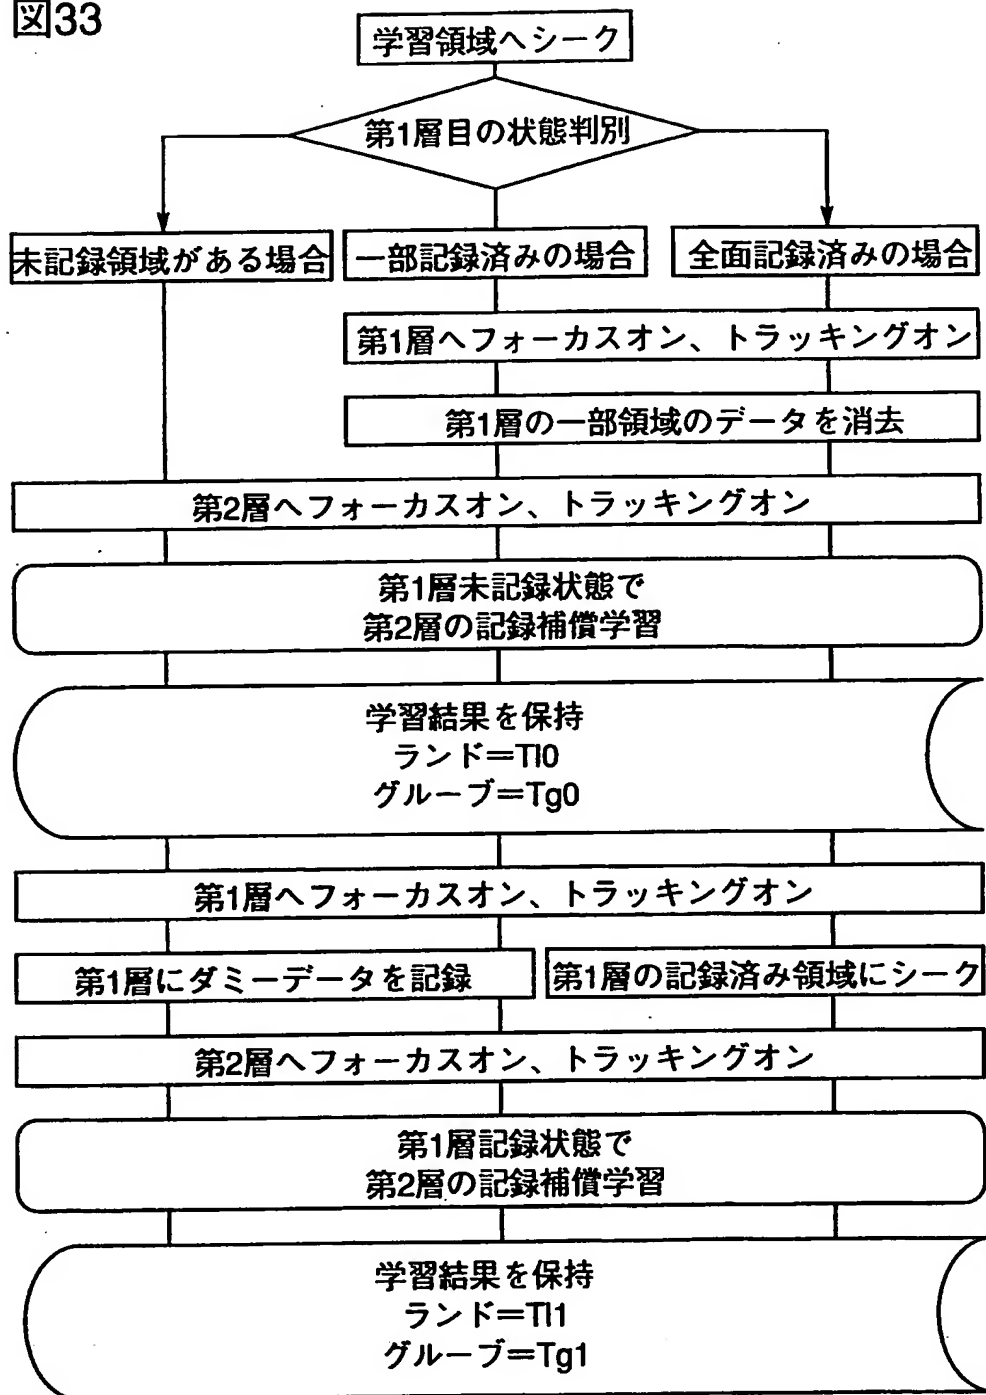 図33
学習領域へシーク
第1層目の状態判別
未記録領域がある場合
一部記録済みの場合
全面記録済みの場合
第1層へフォーカスオン、トラッキングオン
第1層の一部領域のデータを消去
第2層へフォーカスオン、トラッキングオン
第1層未記録状態で
第2層の記録補償学習
学習結果を保持
ランド=Tl0
グルーブ=Tg0
第1層へフォーカスオン、トラッキングオン
第1層にダミーデータを記録
第1層の記録済み領域にシーク
第2層へフォーカスオン、トラッキングオン
第1層記録状態で
第2層の記録補償学習
学習結果を保持
ランド=Tl1
グルーブ=Tg1